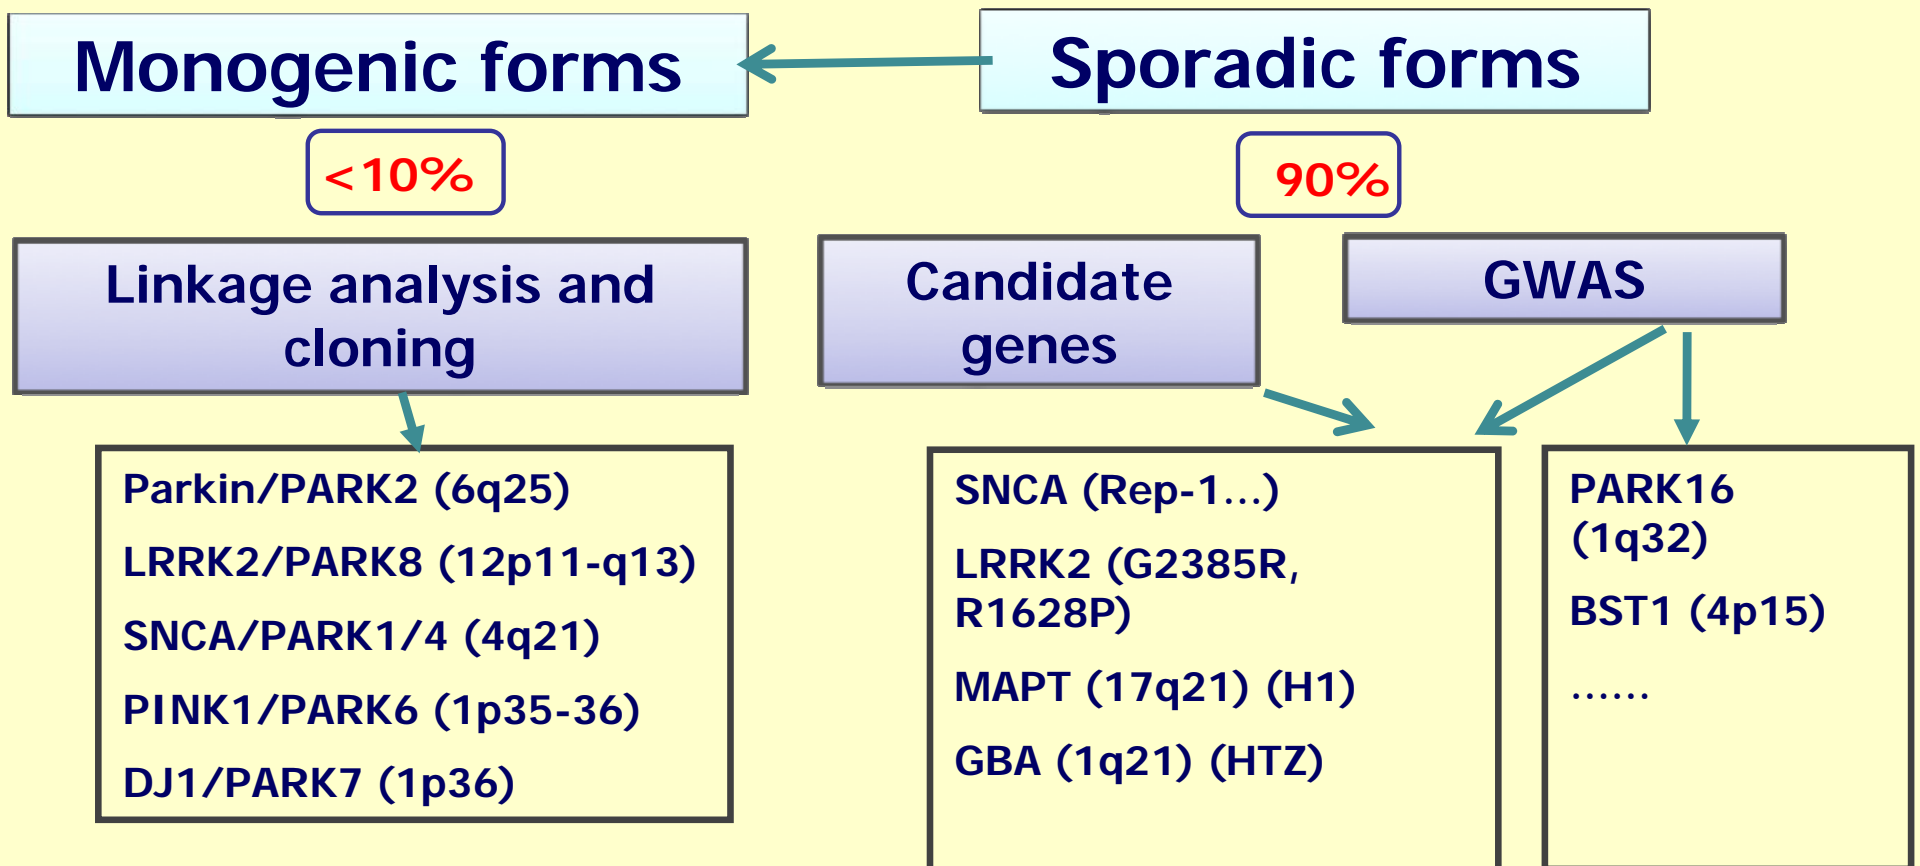 Monogenic forms
Sporadic forms
<10%
90%
Linkage analysis and
cloning
Candidate
genes
GWAS
Parkin/PARK2 (6q25)
LRRK2/PARK8 (12p11-q13)
SNCA/PARK1/4 (4q21)
PINK1/PARK6 (1p35-36)
DJ1/PARK7 (1p36)
SNCA (Rep-1...)
LRRK2 (G2385R,
R1628P)
MAPT (17q21) (H1)
GBA (1q21) (HTZ)
PARK16
(1q32)
BST1 (4p15)
......